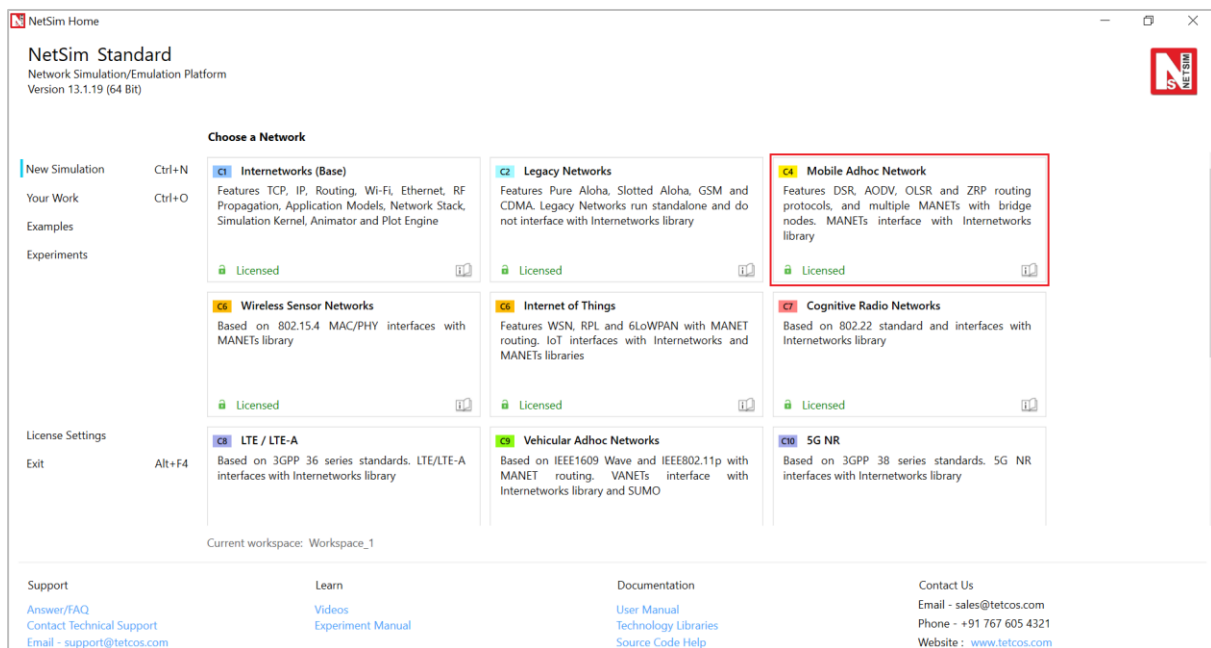 NetSim Home
NetSim Standard
Network Simulation/Emulation Platform
Version 13.1.19 (64 Bit)
NETSIM
Choose a Network
New Simulation Ctrl+N
Your Work Ctrl+O
Examples
Experiments
License Settings
Exit Alt+F4
C1 Internetworks (Base)
Features TCP, IP, Routing, Wi-Fi, Ethernet, RF
Propagation, Application Models, Network Stack,
Simulation Kernel, Animator and Plot Engine
Licensed
C2 Legacy Networks
Features Pure Aloha, Slotted Aloha, GSM and
CDMA. Legacy Networks run standalone and do
not interface with Internetworks library
Licensed
C4 Mobile Adhoc Network
Features DSR, AODV, OLSR and ZRP routing
protocols, and multiple MANETs with bridge
nodes. MANETs interface with Internetworks
library
Licensed
C6 Wireless Sensor Networks
Based on 802.15.4 MAC/PHY interfaces with
MANETs library
Licensed
C6 Internet of Things
Features WSN, RPL and 6LoWPAN with MANET
routing. IoT interfaces with Internetworks and
MANETs libraries
Licensed
C7 Cognitive Radio Networks
Based on 802.22 standard and interfaces with
Internetworks library
Licensed
C8 LTE / LTE-A
Based on 3GPP 36 series standards. LTE/LTE-A
interfaces with Internetworks library
C9 Vehicular Adhoc Networks
Based on IEEE1609 Wave and IEEE802.11p with
MANET routing. VANETs interface with
Internetworks library and SUMO
C10 5G NR
Based on 3GPP 38 series standards. 5G NR
interfaces with Internetworks library
Current workspace: Workspace_1
Support
Answer/FAQ
Contact Technical Support
Email - support@tetcos.com
Learn
Videos
Experiment Manual
Documentation
User Manual
Technology Libraries
Source Code Help
Contact Us
Email - sales@tetcos.com
Phone - +91 767 605 4321
Website : www.tetcos.com